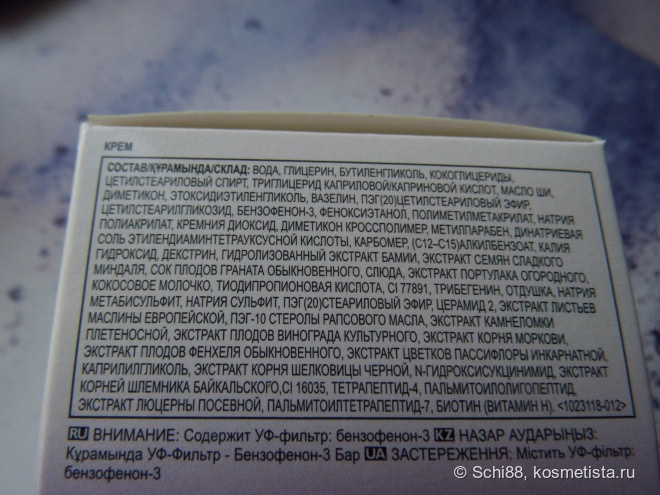 КРЕМ
СОСТАВ/ҚҰРАМЫНДА/СКЛАД: ВОДА, ГЛИЦЕРИН, БУТИЛЕНГЛИКОЛЬ, КОКОГЛИЦЕРИДЫ,
ЦЕТИЛСТЕАРИЛОВЫЙ СПИРТ, ТРИГЛИЦЕРИД КАПРИЛОВОЙ/КАПРИНОВОЙ КИСЛОТ, МАСЛО ШИ,
ДИМЕТИКОН, ЭТОКСИДИЭТИЛЕНГЛИКОЛЬ, ВАЗЕЛИН, ПЭГ(20)ЦЕТИЛСТЕАРИЛОВЫЙ ЭФИР,
ЦЕТИЛСТЕАРИЛГЛИКОЗИД, БЕНЗОФЕНОН-3, ФЕНОКСИЭТАНОЛ, ПОЛИМЕТИЛМЕТАКРИЛАТ, НАТРИЯ
ПОЛИАКРИЛАТ, КРЕМНИЯ ДИОКСИД, ДИМЕТИКОН КРОССПОЛИМЕР, МЕТИЛПАРАБЕН, ДИНАТРИЕВАЯ
СОЛЬ ЭТИЛЕНДИАМИНТЕТРАУКСУСНОЙ КИСЛОТЫ, КАРБОМЕР, (С12–С15)АЛКИЛБЕНЗОАТ, КАЛИЯ
ГИДРОКСИД, ДЕКСТРИН, ГИДРОЛИЗОВАННЫЙ ЭКСТРАКТ БАМИИ, ЭКСТРАКТ СЕМЯН СЛАДКОГО
МИНДАЛЯ, СОК ПЛОДОВ ГРАНАТА ОБЫКНОВЕННОГО, СЛЮДА, ЭКСТРАКТ ПОРТУЛАКА ОГОРОДНОГО,
КОКОСОВОЕ МОЛОЧКО, ТИОДИПРОПИОНОВАЯ КИСЛОТА, CI 77891, ТРИБЕГЕНИН, ОТДУШКА, НАТРИЯ
МЕТАБИСУЛЬФИТ, НАТРИЯ СУЛЬФИТ, ПЭГ(20)СТЕАРИЛОВЫЙ ЭФИР, ЦЕРАМИД 2, ЭКСТРАКТ ЛИСТЬЕВ
МАСЛИНЫ ЕВРОПЕЙСКОЙ, ПЭГ-10 СТЕРОЛЫ РАПСОВОГО МАСЛА, ЭКСТРАКТ КАМНЕЛОМКИ
ПЛЕТЕНОСНОЙ, ЭКСТРАКТ ПЛОДОВ ВИНОГРАДА КУЛЬТУРНОГО, ЭКСТРАКТ КОРНЯ МОРКОВИ,
ЭКСТРАКТ ПЛОДОВ ФЕНХЕЛЯ ОБЫКНОВЕННОГО, ЭКСТРАКТ ЦВЕТКОВ ПАССИФЛОРЫ ИНКАРНАТНОЙ,
КАПРИЛИЛГЛИКОЛЬ, ЭКСТРАКТ КОРНЯ ШЕЛКОВИЦЫ ЧЕРНОЙ, N-ГИДРОКСИСУКЦИНИМИД, ЭКСТРАКТ
КОРНЕЙ ШЛЕМНИКА БАЙКАЛЬСКОГО,CI 16035, ТЕТРАПЕПТИД-4, ПАЛЬМИТОИЛОЛИГОПЕПТИД,
ЭКСТРАКТ ЛЮЦЕРНЫ ПОСЕВНОЙ, ПАЛЬМИТОИЛТЕТРАПЕПТИД-7, БИОТИН (ВИТАМИН Н). <1023118-012>
RU ВНИМАНИЕ: Содержит УФ-фильтр: бензофенон-3 KZ НАЗАР АУДАРЫҢЫЗ:
Құрамында УФ-Фильтр - Бензофенон-3 Бар UA ЗАСТЕРЕЖЕННЯ: Містить УФ-фільтр:
бензофенон-3
© Schi88, kosmetista.ru